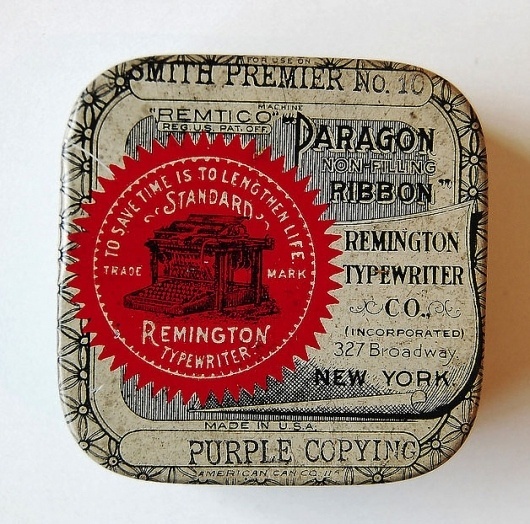 FOR USE ON
SMITH PREMIER NO. 10
MACHINE
"REMTICO"
REG. U.S. PAT. OFF.
"PARAGON
NON-FILLING
RIBBON"
TO SAVE TIME IS TO LENGTHEN LIFE
STANDARD
TRADE MARK
REMINGTON
TYPEWRITER
REMINGTON
TYPEWRITER
CO.,
(INCORPORATED)
327 Broadway.
NEW YORK.
MADE IN U.S.A.
PURPLE COPYING
AMERICAN CAN CO.